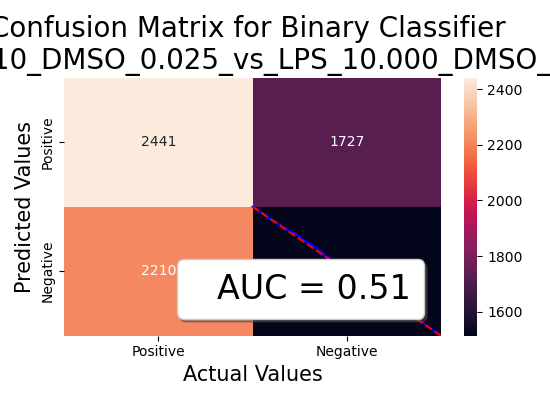 Confusion Matrix for Binary Classifier
10_DMSO_0.025_vs_LPS_10.000_DMSO_
Predicted Values
Positive
Negative
2441
1727
2210
AUC = 0.51
Positive
Negative
Actual Values
2400
2200
2000
1800
1600